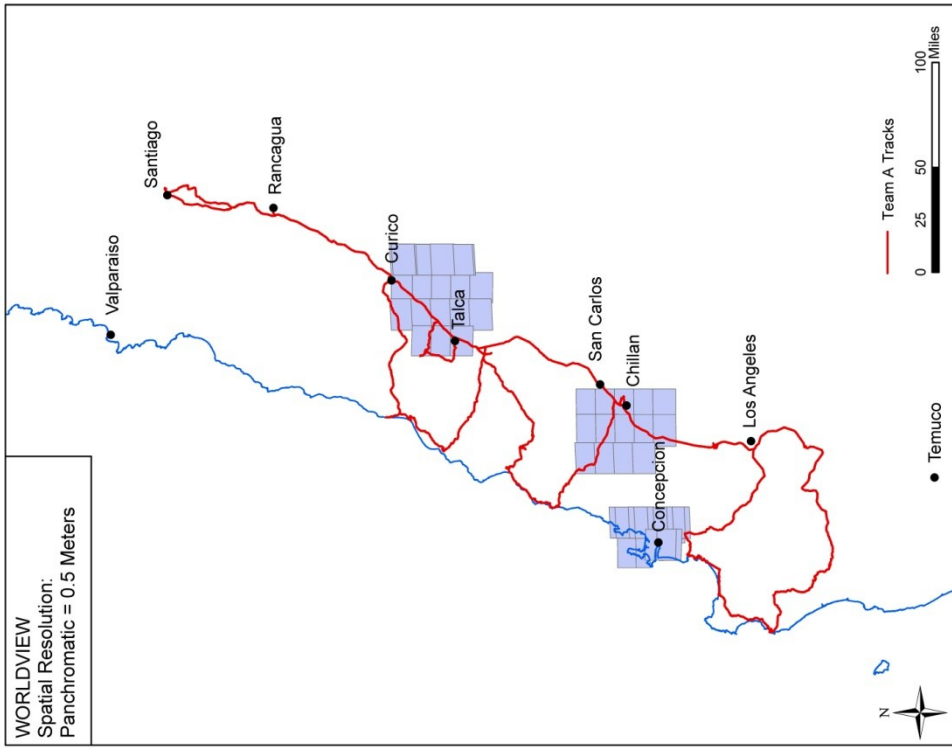 WORLDVIEW
Spatial Resolution:
Panchromatic = 0.5 Meters
Valparaiso
Santiago
Rancagua
Curico
Talca
San Carlos
Chillan
Concepcion
Los Angeles
Temuco
Team A Tracks
0 25 50 100
Miles
N